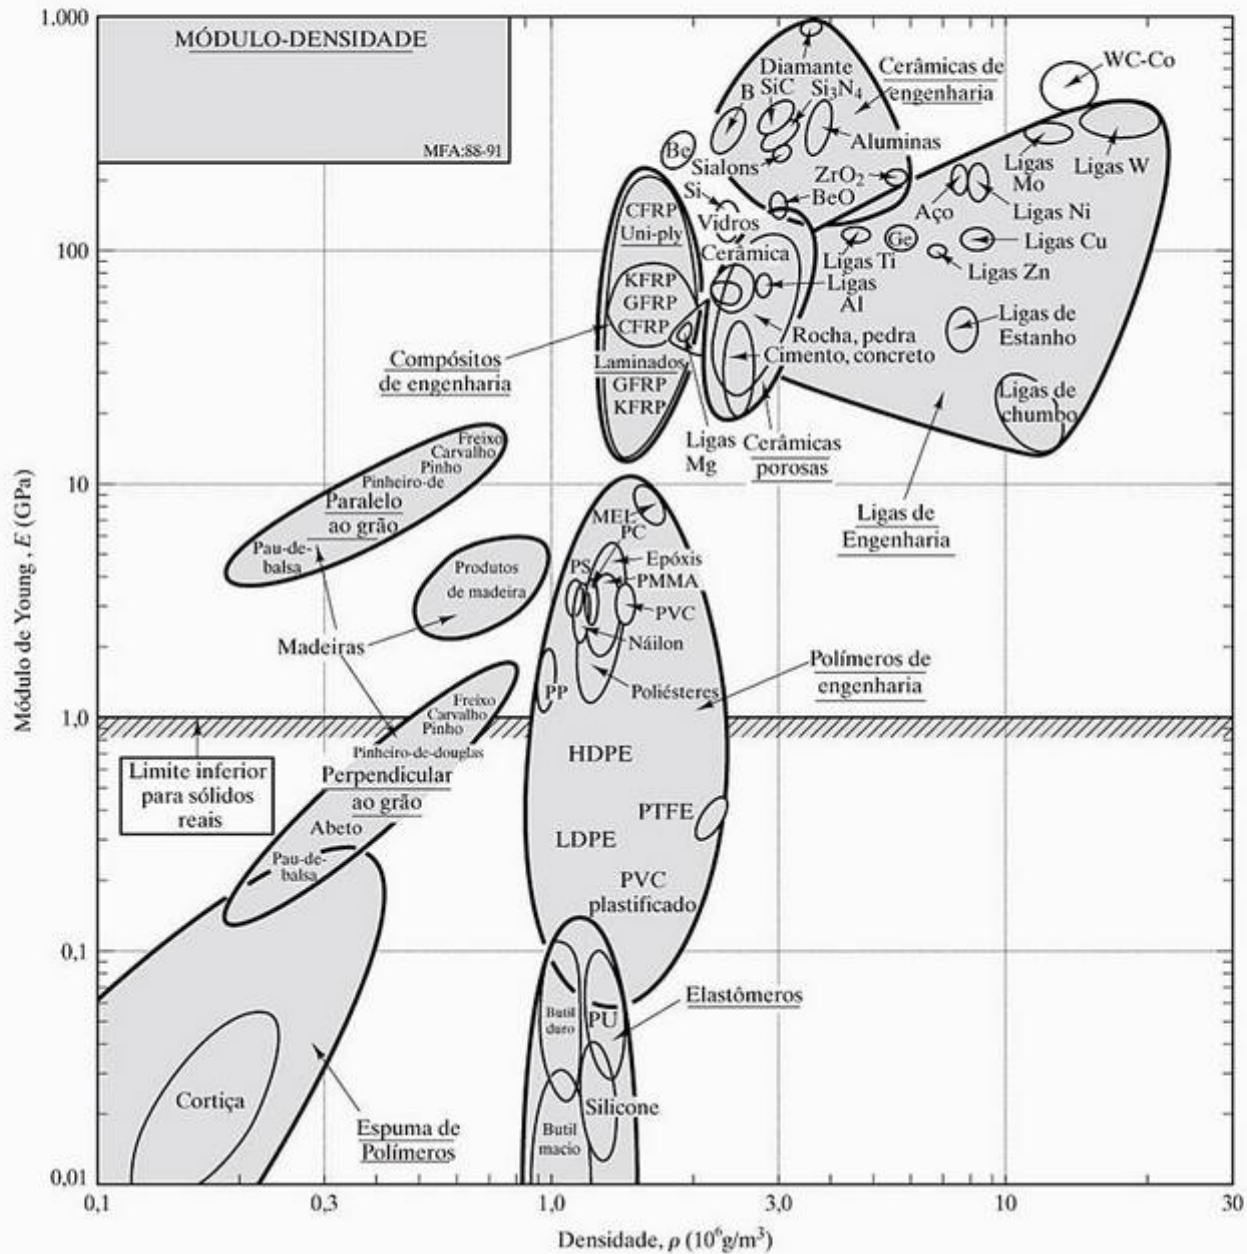 MÓDULO-DENSIDADE
MFA:88-91
1.000
100
10
1.0
0.1
0.01
Módulo de Young , E (GPa)
Diamante
Cerâmicas de
engenharia
WC-Co
B
SiC
Si₃N₄
Aluminas
Be
Sialons
ZrO₂
BeO
Ligas
Mo
Ligas W
Aço
Ligas Ni
Si
Vidros
CFRP
Uni-ply
Cerâmica
Ligas Ti
Ge
Ligas Cu
Ligas Zn
Ligas
Al
KFRP
GFRP
CFRP
Rocha, pedra
Cimento, concreto
Ligas de
Estanho
Compósitos
de engenharia
Laminados
GFRP
KFRP
Ligas de
chumbo
Ligas
Mg
Cerâmicas
porosas
Ligas de
Engenharia
Freixo
Carvalho
Pinho
Pinheiro-de-
Paralelo
ao grão
Pau-de-
balsa
Produtos
de madeira
Madeiras
MEL
PC
PS
Epóxis
PMMA
PVC
Náilon
Poliésteres
PP
Polímeros de
engenharia
Freixo
Carvalho
Pinho
Pinheiro-de-douglas
Perpendicular
ao grão
Abeto
Pau-de-
balsa
Limite inferior
para sólidos
reais
HDPE
PTFE
LDPE
PVC
plastificado
Elastômeros
Butil
duro
PU
Silicone
Butil
macio
Cortiça
Espuma de
Polímeros
0,1
0,3
1,0
3,0
10
30
Densidade, ρ (10⁶g/m³)